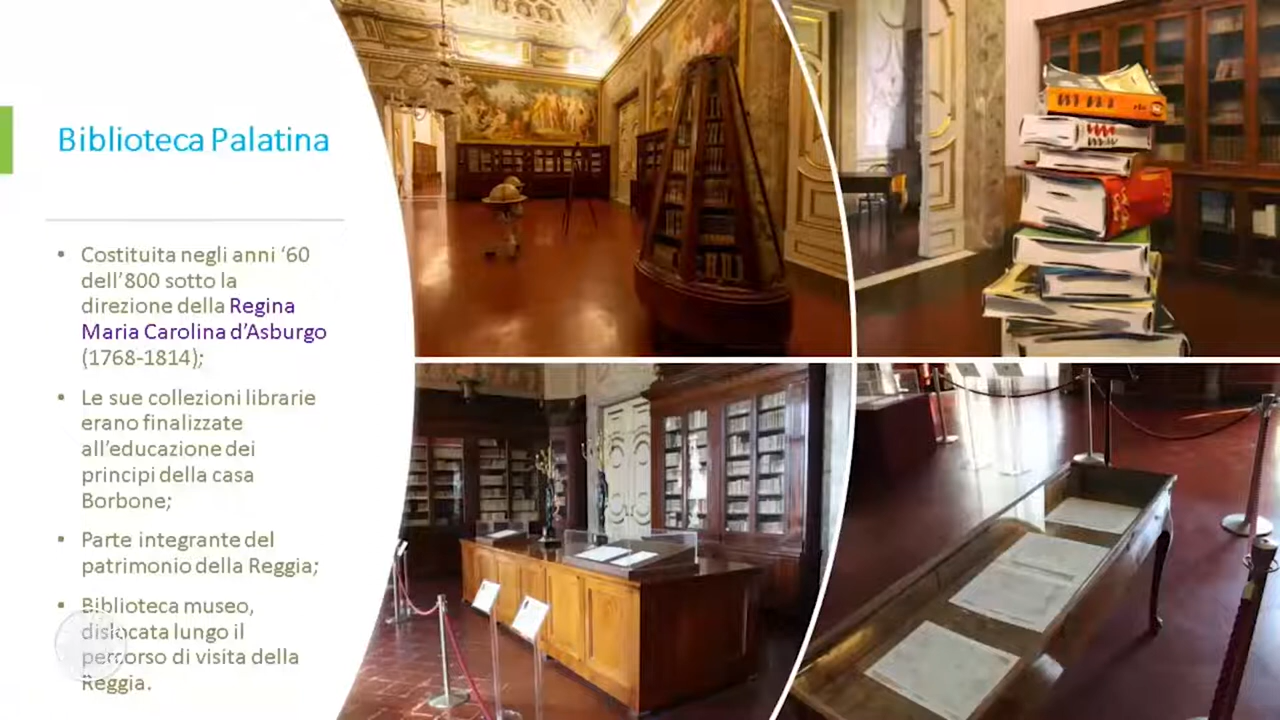 Biblioteca Palatina
• Costituita negli anni ‘60
dell’800 sotto la
direzione della Regina
Maria Carolina d’Asburgo
(1768-1814);
• Le sue collezioni librarie
erano finalizzate
all’educazione dei
principi della casa
Borbone;
• Parte integrante del
patrimonio della Reggia;
• Biblioteca museo,
dislocata lungo il
percorso di visita della
Reggia.